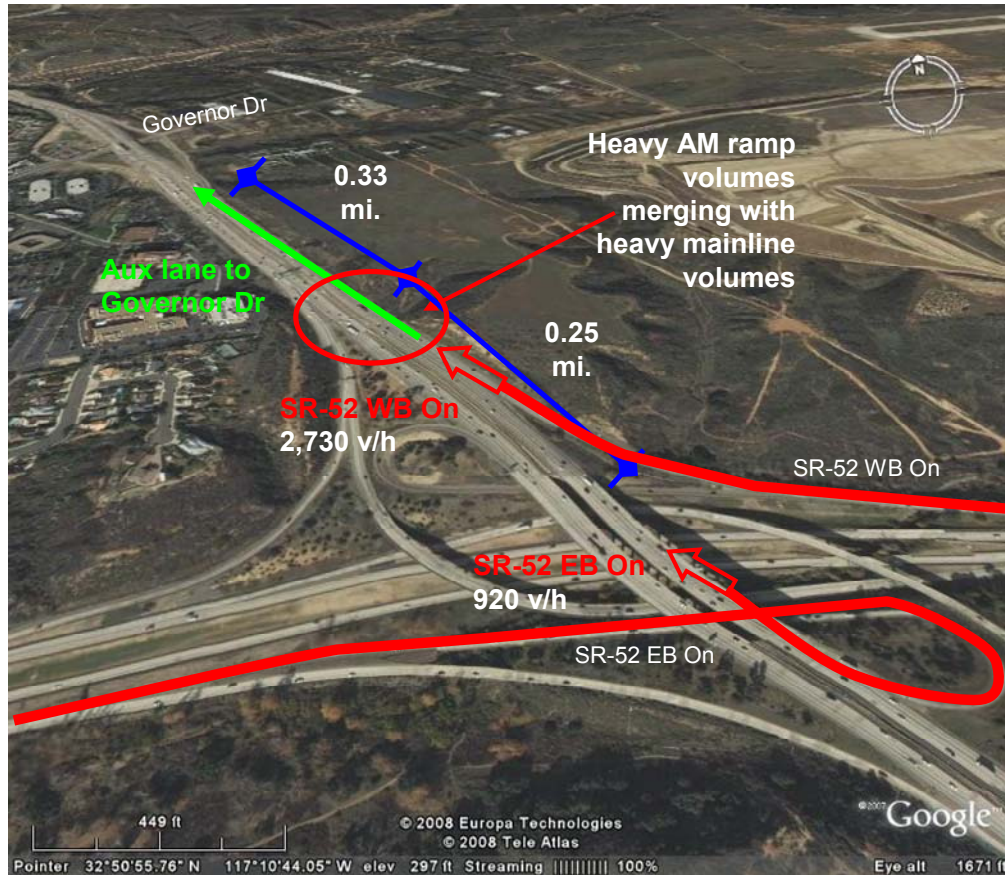 Governor Dr
N
0.33
mi.
Heavy AM ramp
volumes
merging with
heavy mainline
volumes
Aux lane to
Governor Dr
0.25
mi.
SR-52 WB On
2,730 v/h
SR-52 WB On
SR-52 EB On
920 v/h
SR-52 EB On
449 ft
© 2008 Europa Technologies
© 2008 Tele Atlas
©2007 Google™
Pointer 32°50'55.76" N 117°10'44.05" W elev 297 ft Streaming ||||||||| 100% Eye alt 1671 ft